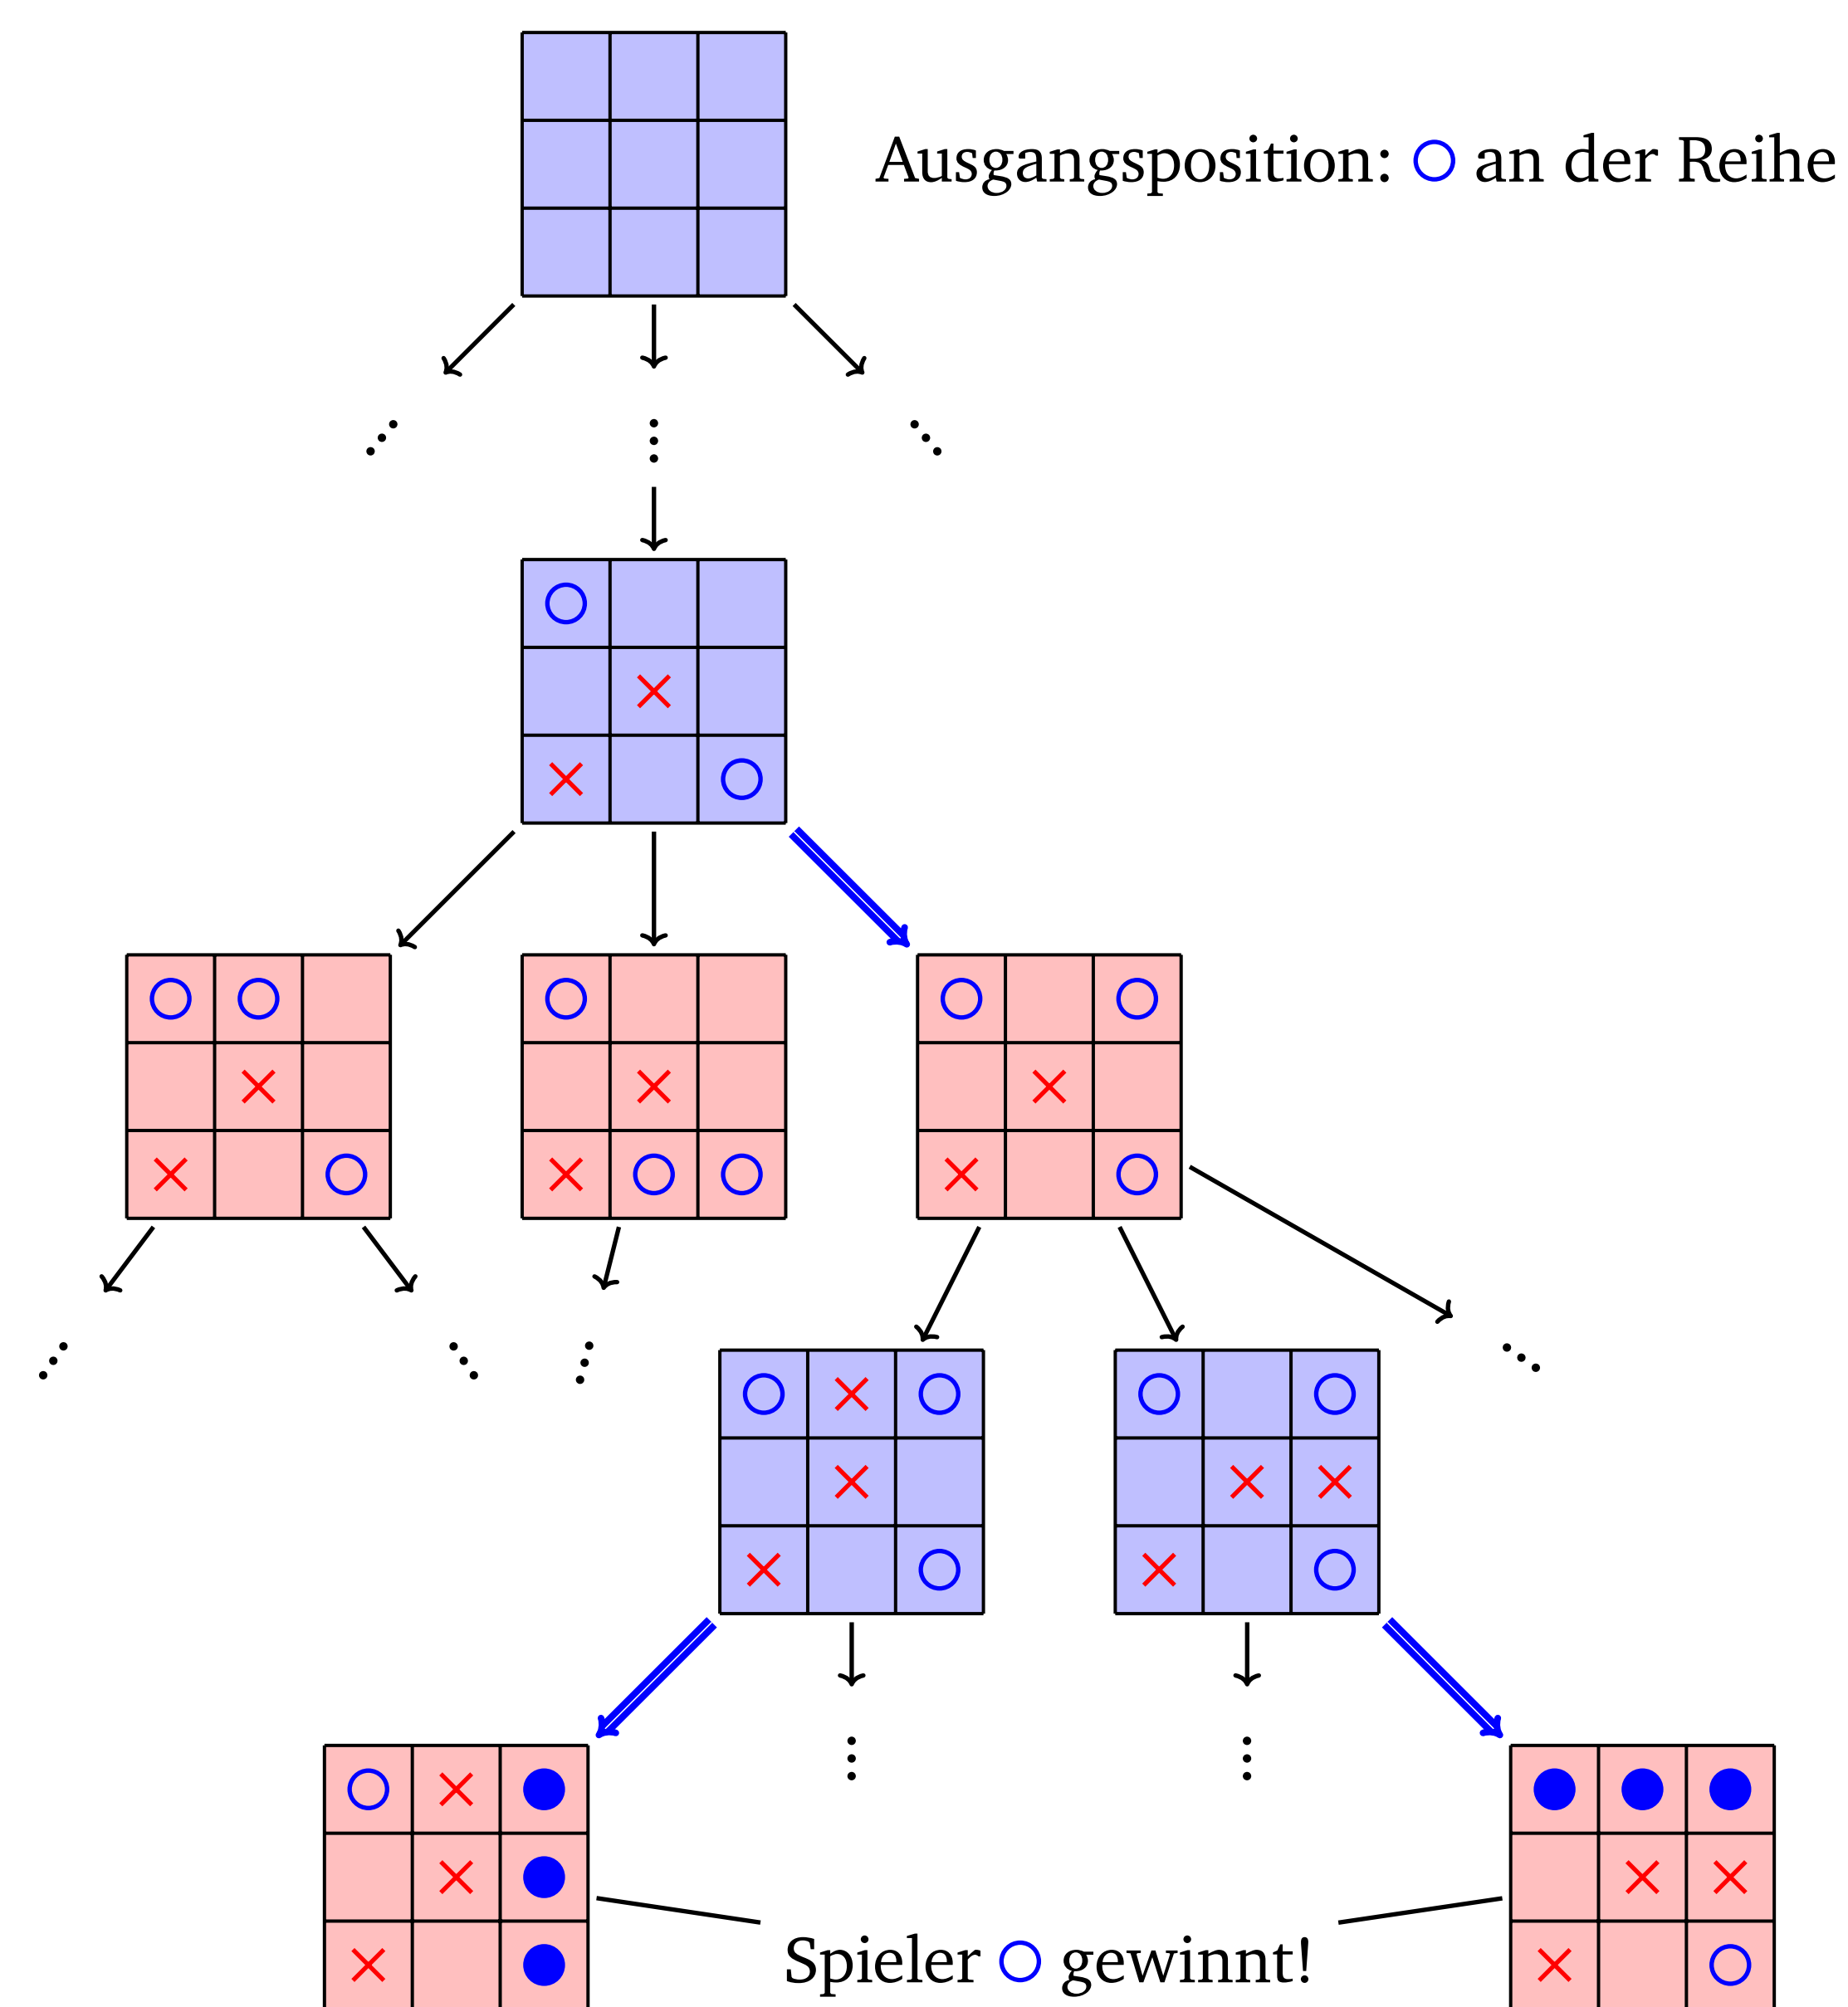 Ausgangsposition: ○ an der Reihe
Spieler ○ gewinnt!